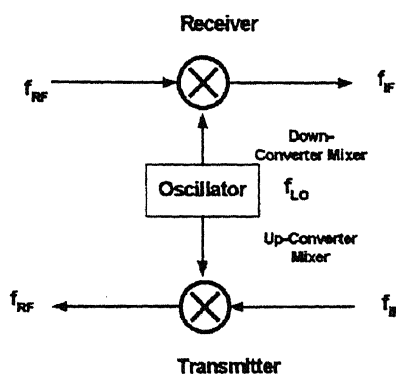 Receiver
fRF
fIF
Down-
Converter Mixer
Oscillator
fLO
Up-Converter
Mixer
fRF
Transmitter